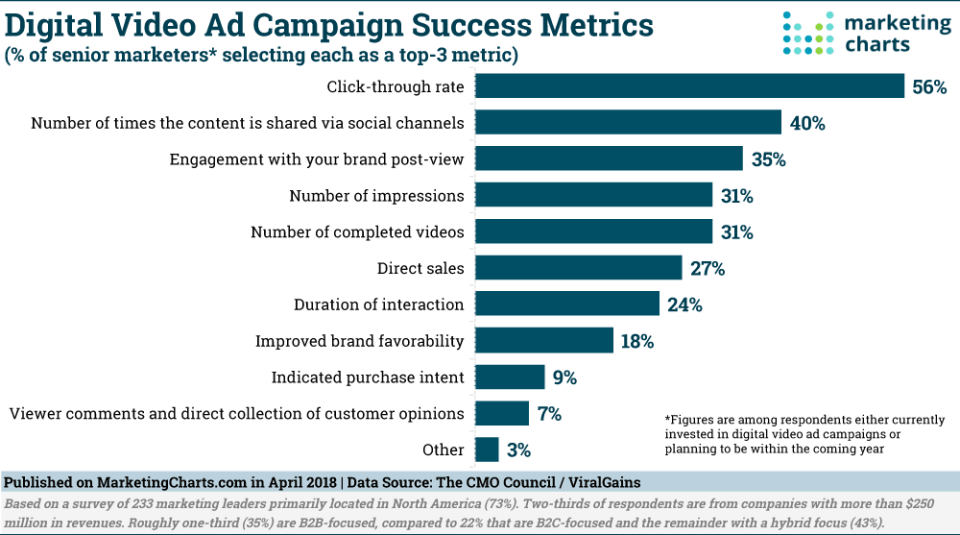 Digital Video Ad Campaign Success Metrics
(% of senior marketers* selecting each as a top-3 metric)
marketing
charts
Click-through rate 56%
Number of times the content is shared via social channels 40%
Engagement with your brand post-view 35%
Number of impressions 31%
Number of completed videos 31%
Direct sales 27%
Duration of interaction 24%
Improved brand favorability 18%
Indicated purchase intent 9%
Viewer comments and direct collection of customer opinions 7%
Other 3%
*Figures are among respondents either currently
invested in digital video ad campaigns or
planning to be within the coming year
Published on MarketingCharts.com in April 2018 | Data Source: The CMO Council / ViralGains
Based on a survey of 233 marketing leaders primarily located in North America (73%). Two-thirds of respondents are from companies with more than $250
million in revenues. Roughly one-third (35%) are B2B-focused, compared to 22% that are B2C-focused and the remainder with a hybrid focus (43%).